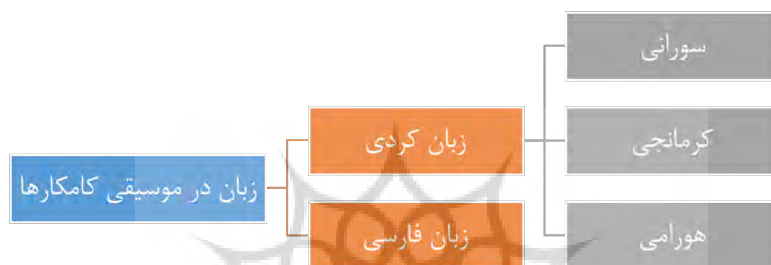 سورانی
زبان کردی
کرمانجی
زبان در موسیقی کامکارها
زبان فارسی
هورامی